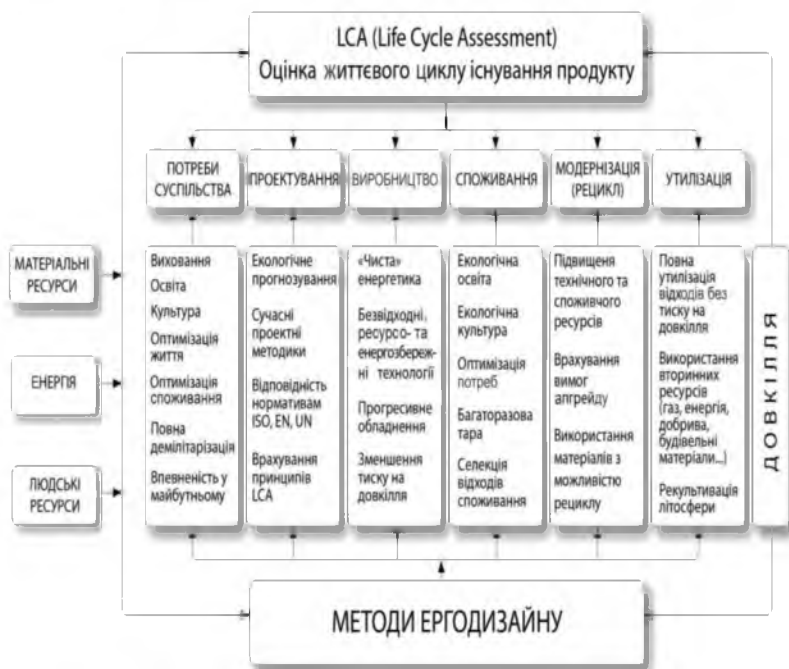 LCA (Life Cycle Assessment)
Оцінка життєвого циклу існування продукту
ПОТРЕБИ
СУСПІЛЬСТВА
ПРОЕКТУВАННЯ
ВИРОБНИЦТВО
СПОЖИВАННЯ
МОДЕРНІЗАЦІЯ
(РЕЦИКЛ)
УТИЛІЗАЦІЯ
МАТЕРІАЛЬНІ
РЕСУРСИ
ЕНЕРГІЯ
ЛЮДСЬКІ
РЕСУРСИ
Виховання
Освіта
Культура
Оптимізація
життя
Оптимізація
споживання
Повна
демілітаризація
Впевненість у
майбутньому
Екологічне
прогнозування
Сучасні
проектні
методики
Відповідність
нормативам
ISO, EN, UN
Врахування
принципів
LCA
«Чиста»
енергетика
Безвідходні,
ресурсо- та
енергозбереж-
ні технології
Прогресивне
обладнення
Зменшення
тиску на
довкілля
Екологічна
освіта
Екологічна
культура
Оптимізація
потреб
Багаторазова
тара
Селекція
відходів
споживання
Підвищеня
технічного та
споживчого
ресурсів
Врахування
вимог
апгрейду
Використання
матеріалів з
можливістю
рециклу
Повна
утилізація
відходів без
тиску на
довкілля
Використання
вторинних
ресурсів
(газ, енергія,
добрива,
будівельні
матеріали...)
Рекультивація
літосфери
ДОВКІЛЛЯ
МЕТОДИ ЕРГОДИЗАЙНУ